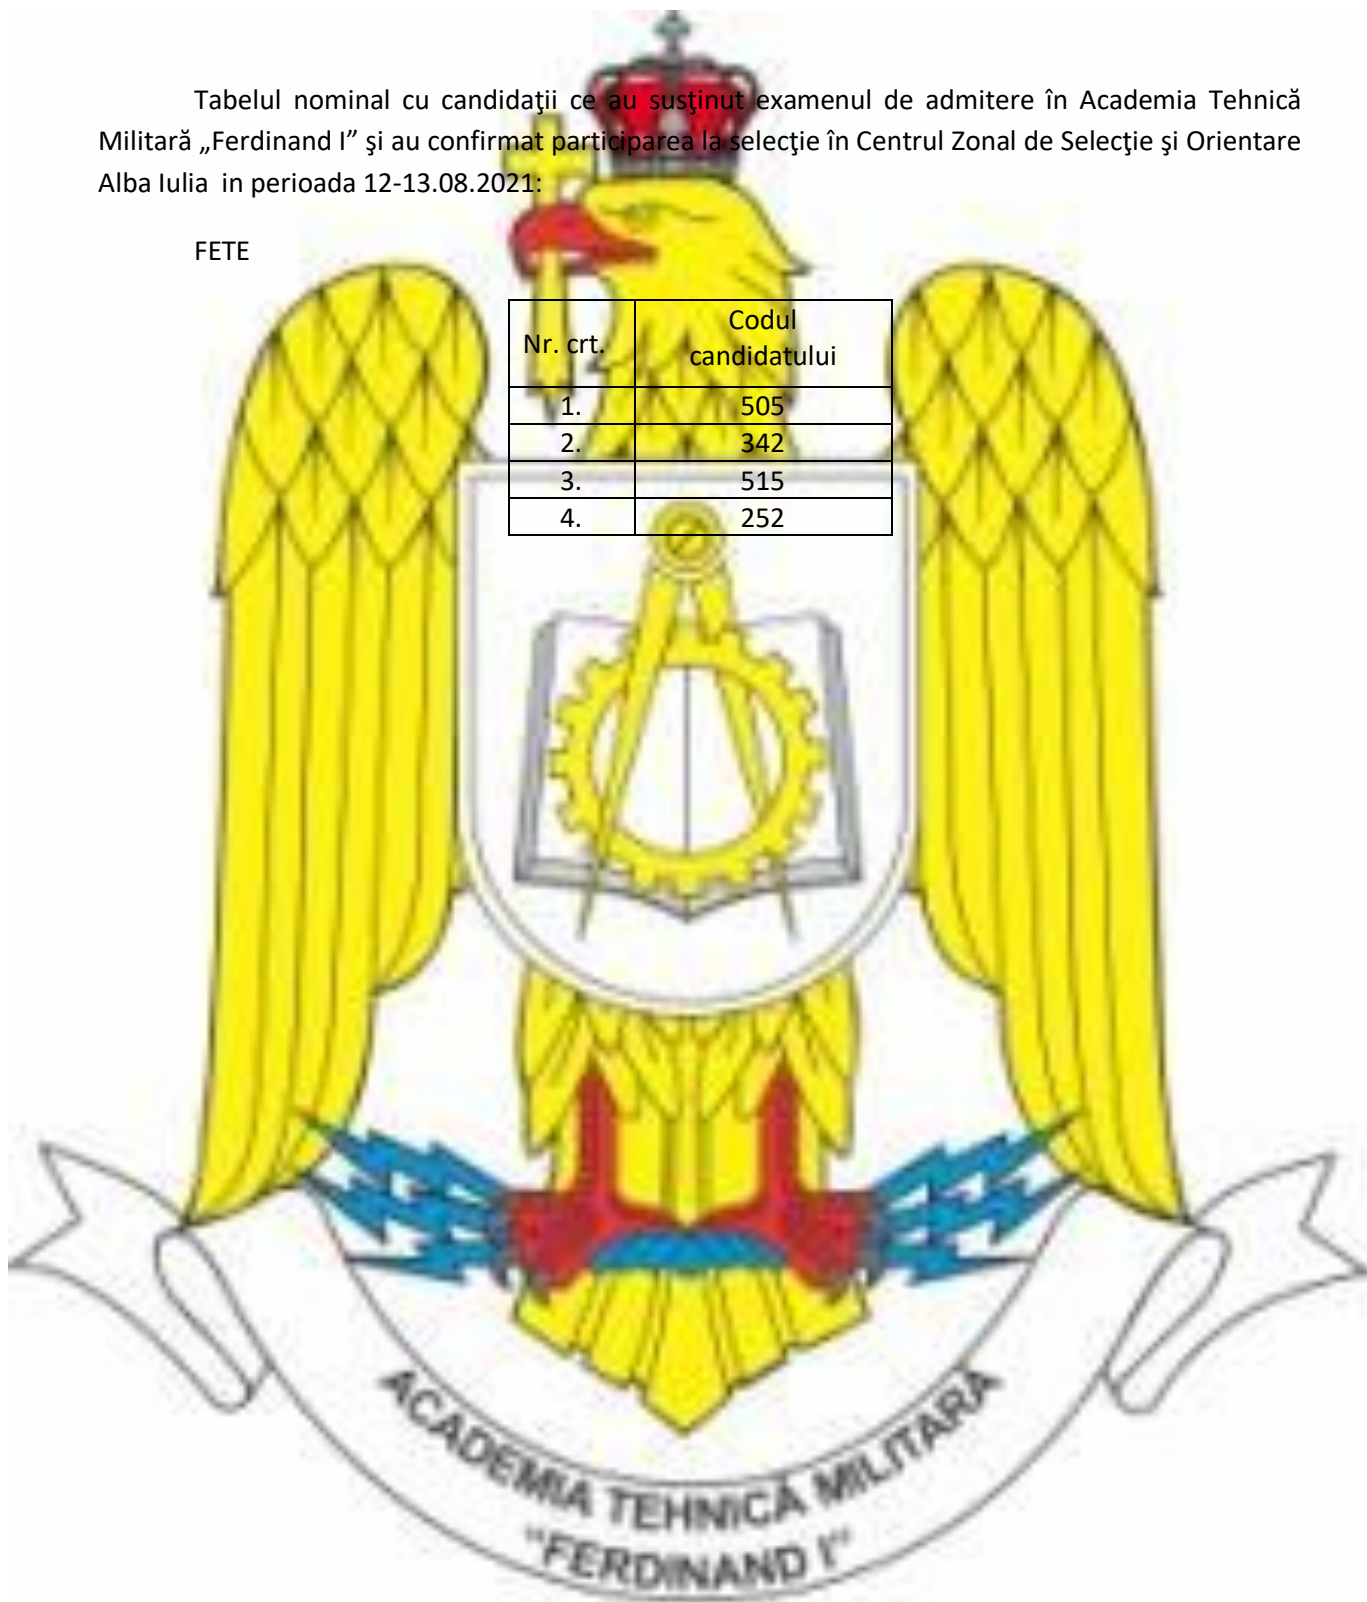 Tabelul nominal cu candidaţii ce au susţinut examenul de admitere în Academia Tehnică
Militară „Ferdinand I” şi au confirmat participarea la selecţie în Centrul Zonal de Selecţie şi Orientare
Alba Iulia in perioada 12-13.08.2021:
FETE
Nr. crt. Codul
candidatului
1. 505
2. 342
3. 515
4. 252
ACADEMIA TEHNICĂ MILITARĂ
"FERDINAND I"